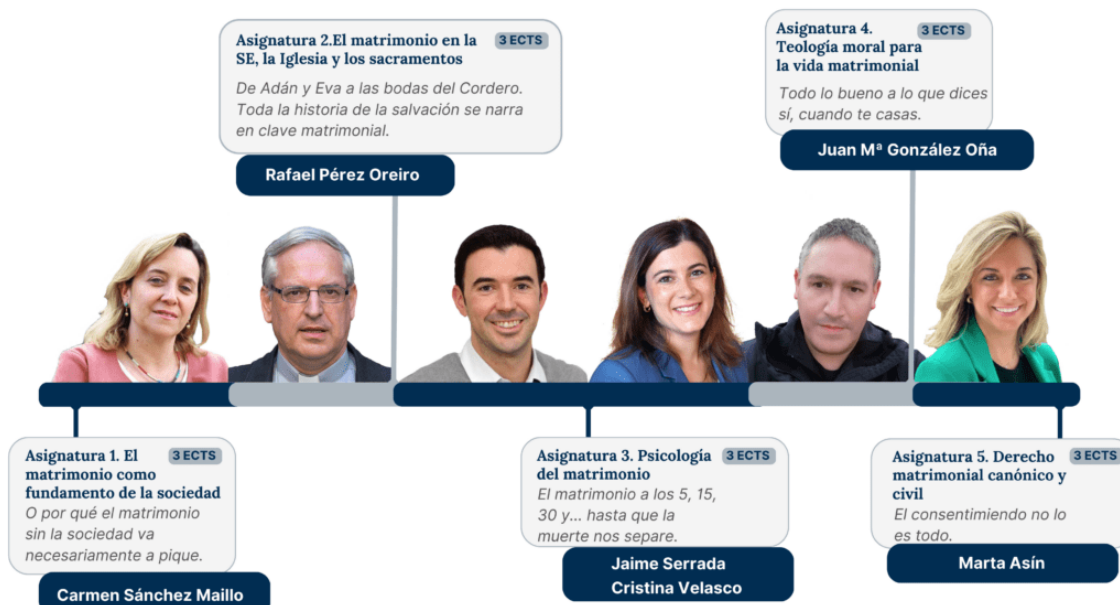 Asignatura 2.El matrimonio en la 3 ECTS
SE, la Iglesia y los sacramentos
De Adán y Eva a las bodas del Cordero.
Toda la historia de la salvación se narra
en clave matrimonial.
Rafael Pérez Oreiro
Asignatura 4. 3 ECTS
Teología moral para
la vida matrimonial
Todo lo bueno a lo que dices
sí, cuando te casas.
Juan Mª González Oña
Asignatura 1. El 3 ECTS
matrimonio como
fundamento de la sociedad
O por qué el matrimonio
sin la sociedad va
necesariamente a pique.
Carmen Sánchez Maillo
Asignatura 3. Psicología 3 ECTS
del matrimonio
El matrimonio a los 5, 15,
30 y... hasta que la
muerte nos separe.
Jaime Serrada
Cristina Velasco
Asignatura 5. Derecho 3 ECTS
matrimonial canónico y
civil
El consentimiendo no lo
es todo.
Marta Asín